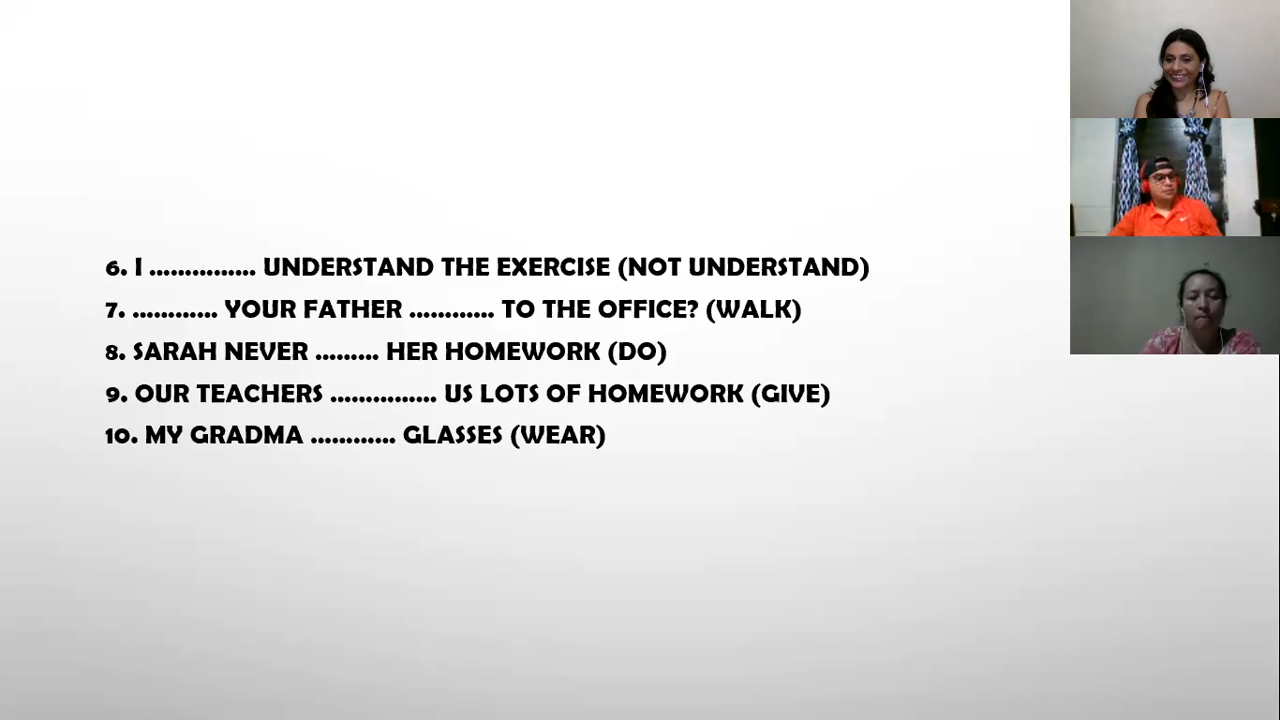 6. I ............... UNDERSTAND THE EXERCISE (NOT UNDERSTAND)
7. ............ YOUR FATHER ............ TO THE OFFICE? (WALK)
8. SARAH NEVER ......... HER HOMEWORK (DO)
9. OUR TEACHERS ............... US LOTS OF HOMEWORK (GIVE)
10. MY GRADMA ............ GLASSES (WEAR)